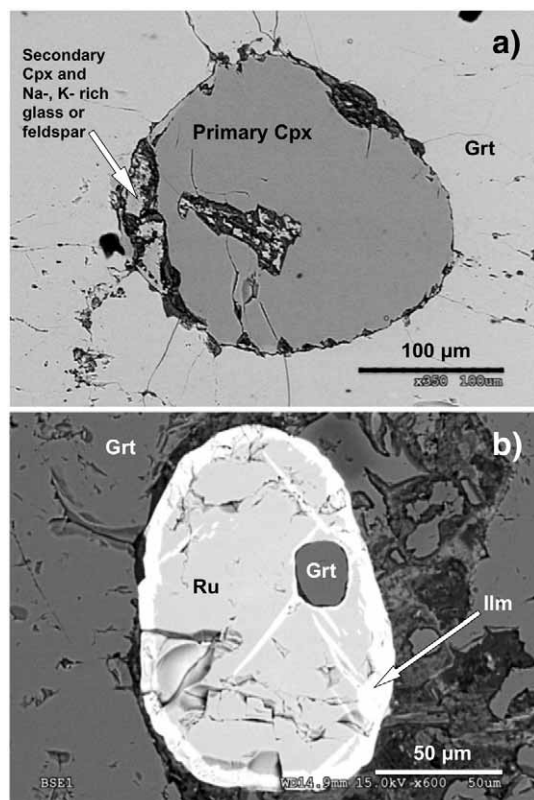 a)
Secondary
Cpx and
Na-, K- rich
glass or
feldspar
Primary Cpx
Grt
100 µm
x350 100um
b)
Grt
Grt
Ru
Ilm
50 µm
BSE1
WD14.9mm 15.0kV x600 50um